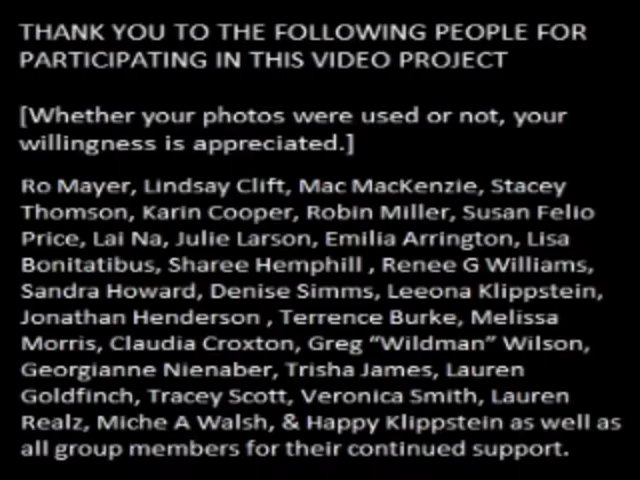 THANK YOU TO THE FOLLOWING PEOPLE FOR
PARTICIPATING IN THIS VIDEO PROJECT
[Whether your photos were used or not, your
willingness is appreciated.]
Ro Mayer, Lindsay Clift, Mac MacKenzie, Stacey
Thomson, Karin Cooper, Robin Miller, Susan Felio
Price, Lai Na, Julie Larson, Emilia Arrington, Lisa
Bonitatibus, Sharee Hemphill , Renee G Williams,
Sandra Howard, Denise Simms, Leeona Klippstein,
Jonathan Henderson , Terrence Burke, Melissa
Morris, Claudia Croxton, Greg “Wildman” Wilson,
Georgianne Nienaber, Trisha James, Lauren
Goldfinch, Tracey Scott, Veronica Smith, Lauren
Realz, Miche A Walsh, & Happy Klippstein as well as
all group members for their continued support.